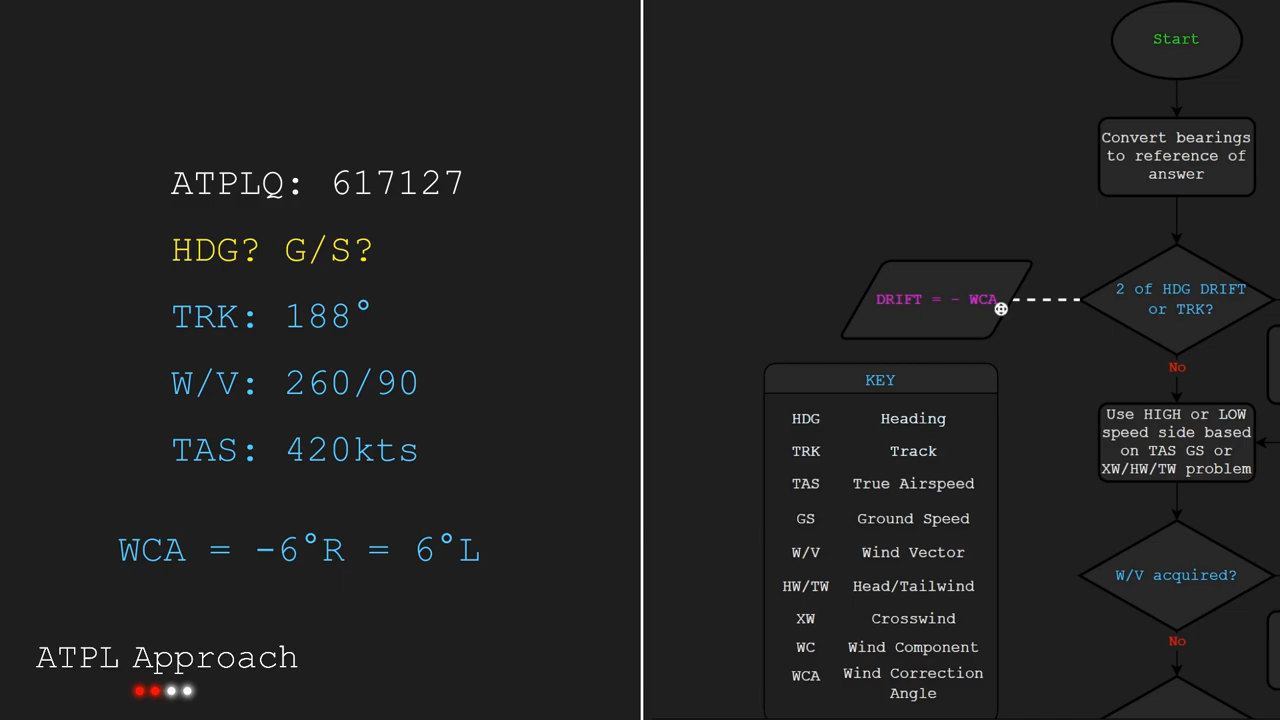 ATPLQ: 617127
HDG? G/S?
TRK: 188°
W/V: 260/90
TAS: 420kts
WCA = -6°R = 6°L
ATPL Approach
Start
Convert bearings
to reference of
answer
2 of HDG DRIFT
or TRK?
DRIFT = - WCA
No
Use HIGH or LOW
speed side based
on TAS GS or
XW/HW/TW problem
W/V acquired?
No
KEY
HDG Heading
TRK Track
TAS True Airspeed
GS Ground Speed
W/V Wind Vector
HW/TW Head/Tailwind
XW Crosswind
WC Wind Component
WCA Wind Correction
Angle